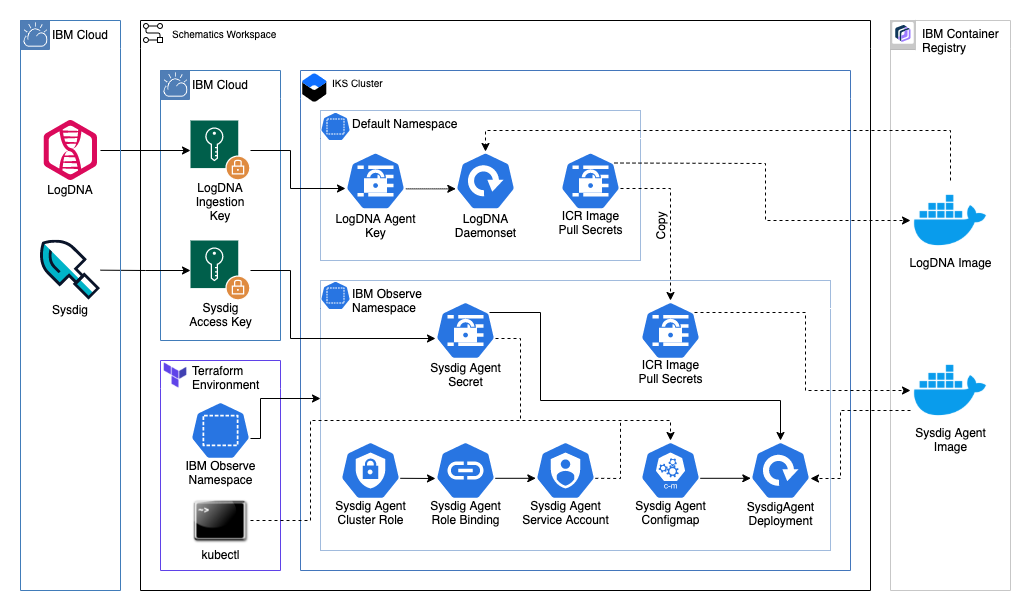 IBM Cloud
LogDNA
Sysdig
Schematics Workspace
IBM Cloud
LogDNA
Ingestion
Key
Sysdig
Access Key
Terraform
Environment
IBM Observe
Namespace
>
kubectl
IKS Cluster
Default Namespace
LogDNA Agent
Key
LogDNA
Daemonset
ICR Image
Pull Secrets
Copy
IBM Observe
Namespace
Sysdig Agent
Secret
ICR Image
Pull Secrets
Sysdig Agent
Cluster Role
Sysdig Agent
Role Binding
Sysdig Agent
Service Account
c-m
Sysdig Agent
Configmap
SysdigAgent
Deployment
IBM Container
Registry
LogDNA Image
Sysdig Agent
Image